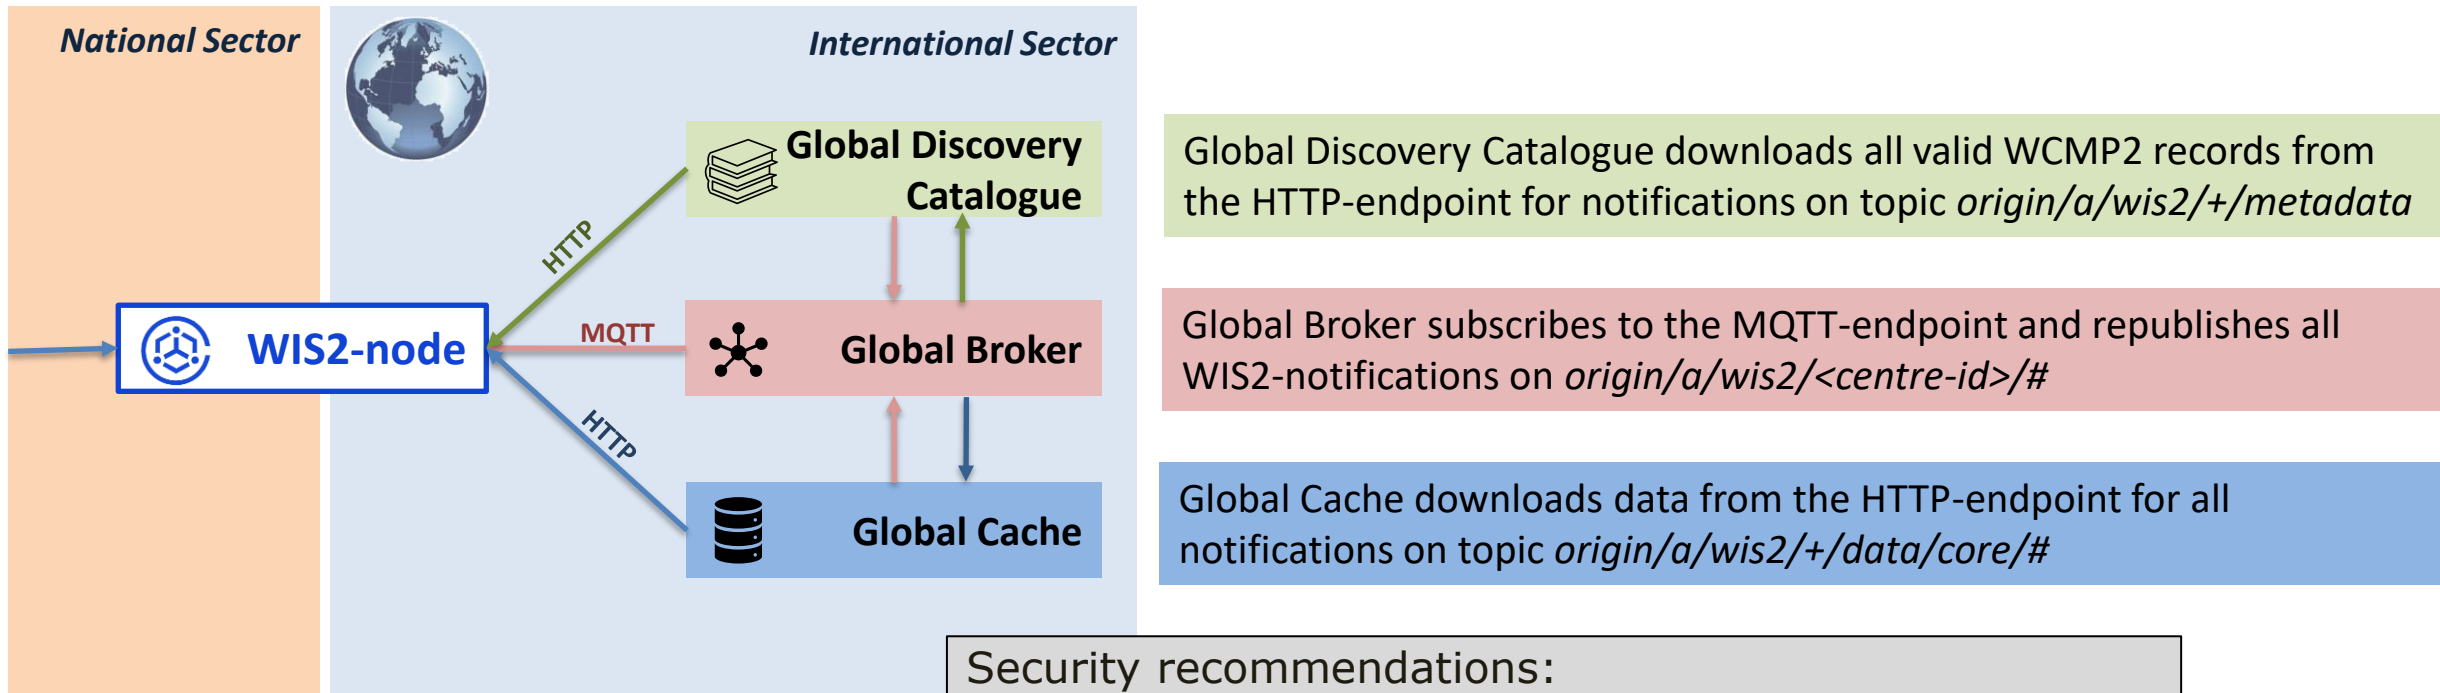 National Sector
International Sector
Global Discovery
Catalogue
HTTP
WIS2-node
MQTT
Global Broker
HTTP
Global Cache
Global Discovery Catalogue downloads all valid WCMP2 records from
the HTTP-endpoint for notifications on topic origin/a/wis2/+/metadata
Global Broker subscribes to the MQTT-endpoint and republishes all
WIS2-notifications on origin/a/wis2/<centre-id>/#
Global Cache downloads data from the HTTP-endpoint for all
notifications on topic origin/a/wis2/+/data/core/#
Security recommendations: